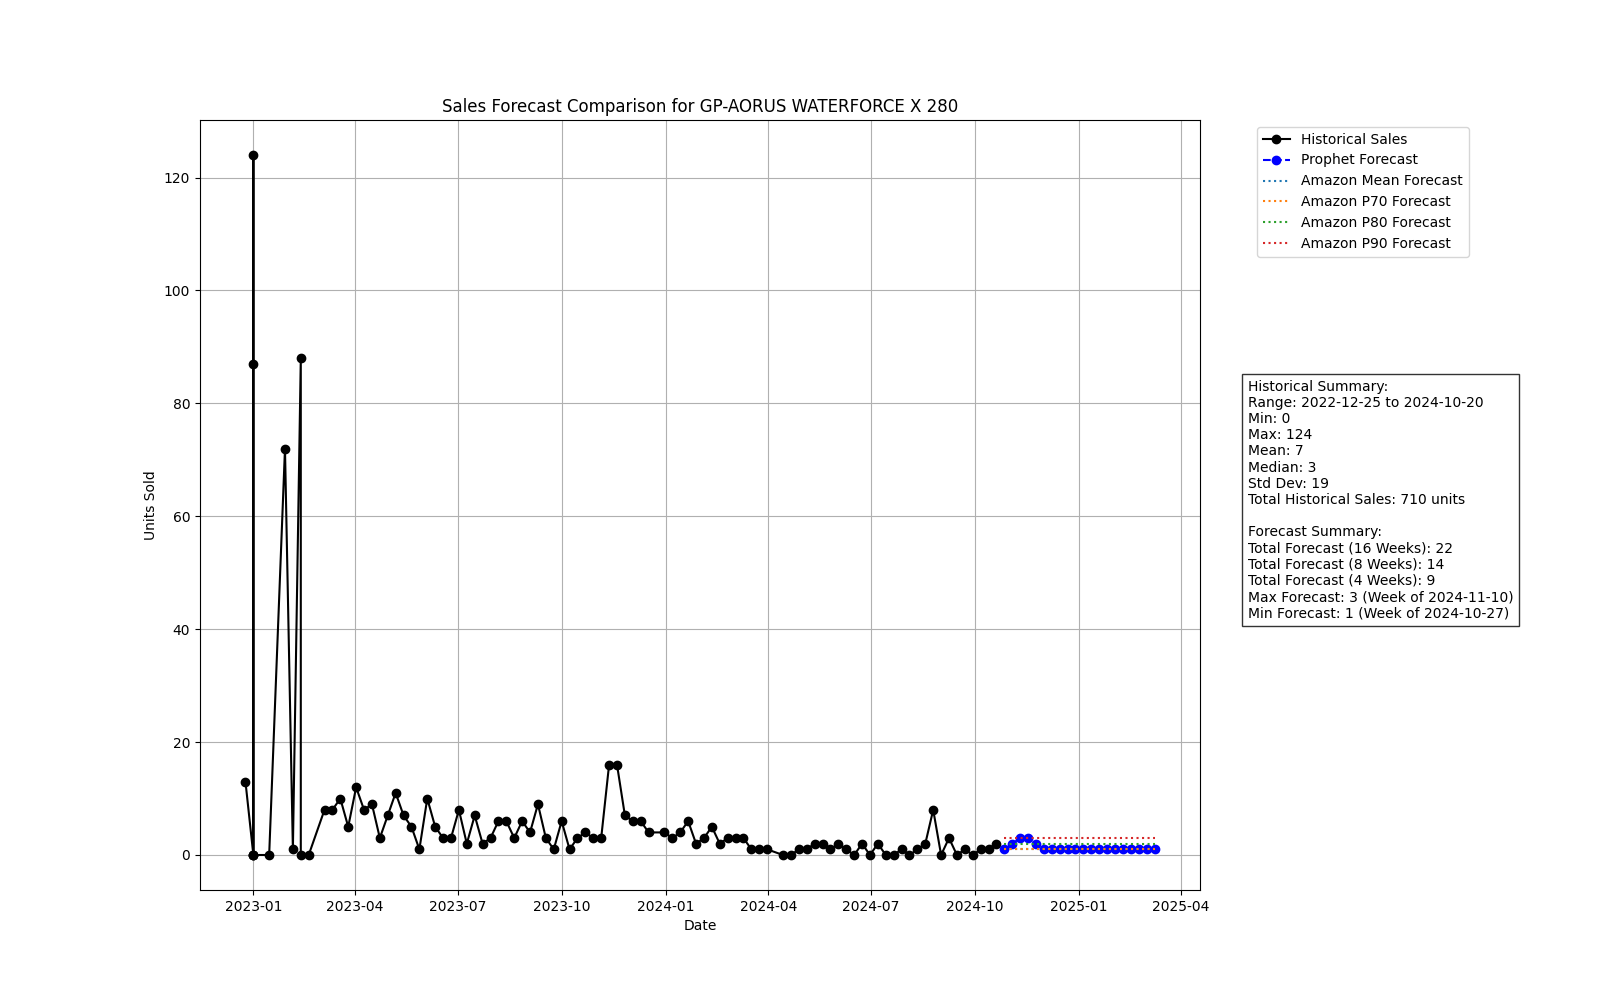 Sales Forecast Comparison for GP-AORUS WATERFORCE X 280
Historical Sales
Prophet Forecast
Amazon Mean Forecast
Amazon P70 Forecast
Amazon P80 Forecast
Amazon P90 Forecast
120
100
80
60
40
20
0
Units Sold
2023-01
2023-04
2023-07
2023-10
2024-01
2024-04
2024-07
2024-10
2025-01
2025-04
Date
Historical Summary:
Range: 2022-12-25 to 2024-10-20
Min: 0
Max: 124
Mean: 7
Median: 3
Std Dev: 19
Total Historical Sales: 710 units
Forecast Summary:
Total Forecast (16 Weeks): 22
Total Forecast (8 Weeks): 14
Total Forecast (4 Weeks): 9
Max Forecast: 3 (Week of 2024-11-10)
Min Forecast: 1 (Week of 2024-10-27)